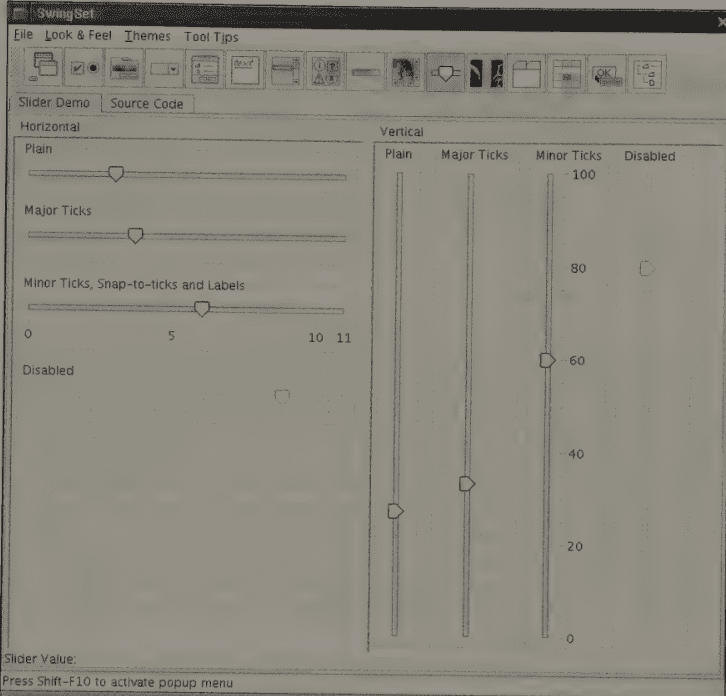 SwingSet
File Look & Feel Themes Tool Tips
Slider Demo Source Code
Horizontal
Plain
Major Ticks
Minor Ticks, Snap-to-ticks and Labels
0 5 10 11
Disabled
Vertical
Plain Major Ticks Minor Ticks Disabled
100
80
60
40
20
0
Slider Value:
Press Shift-F10 to activate popup menu